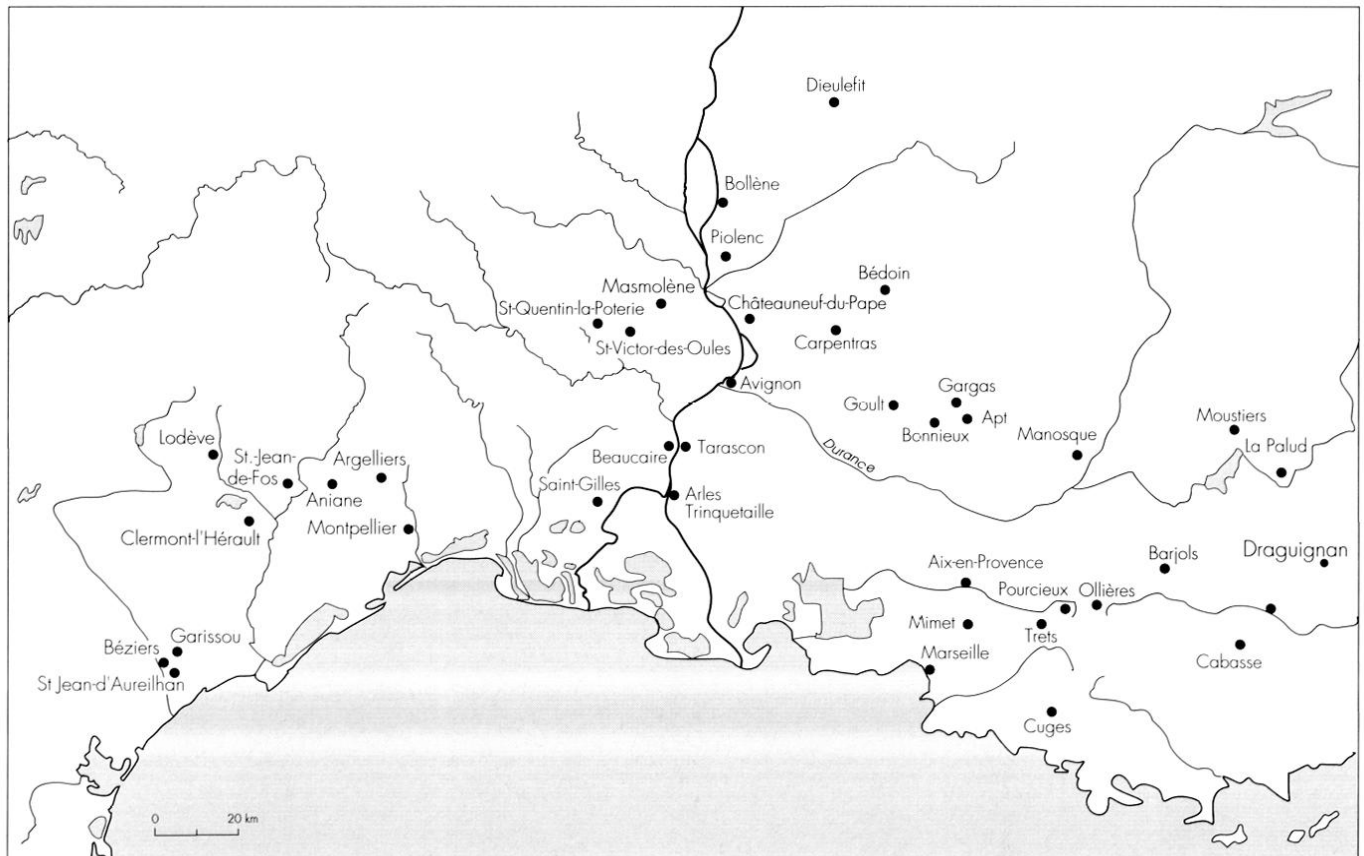 Dieulefit
Bollène
Piolenc
Bédoin
Masmolène
Châteauneuf-du-Pape
St-Quentin-la-Poterie
Carpentras
St-Victor-des-Oules
Avignon
Gargas
Goult
Apt
Bonnieux
Moustiers
Manosque
La Palud
Durance
Lodève
St.-Jean-
de-Fos
Argelliers
Beaucaire
Tarascon
Aniane
Saint-Gilles
Arles
Trinquetaille
Clermont-l'Hérault
Montpellier
Aix-en-Provence
Barjols
Draguignan
Pourcieux
Ollières
Mimet
Trets
Garissou
Béziers
Marseille
Cabasse
St Jean-d'Aureilhan
Cuges
0 20 km